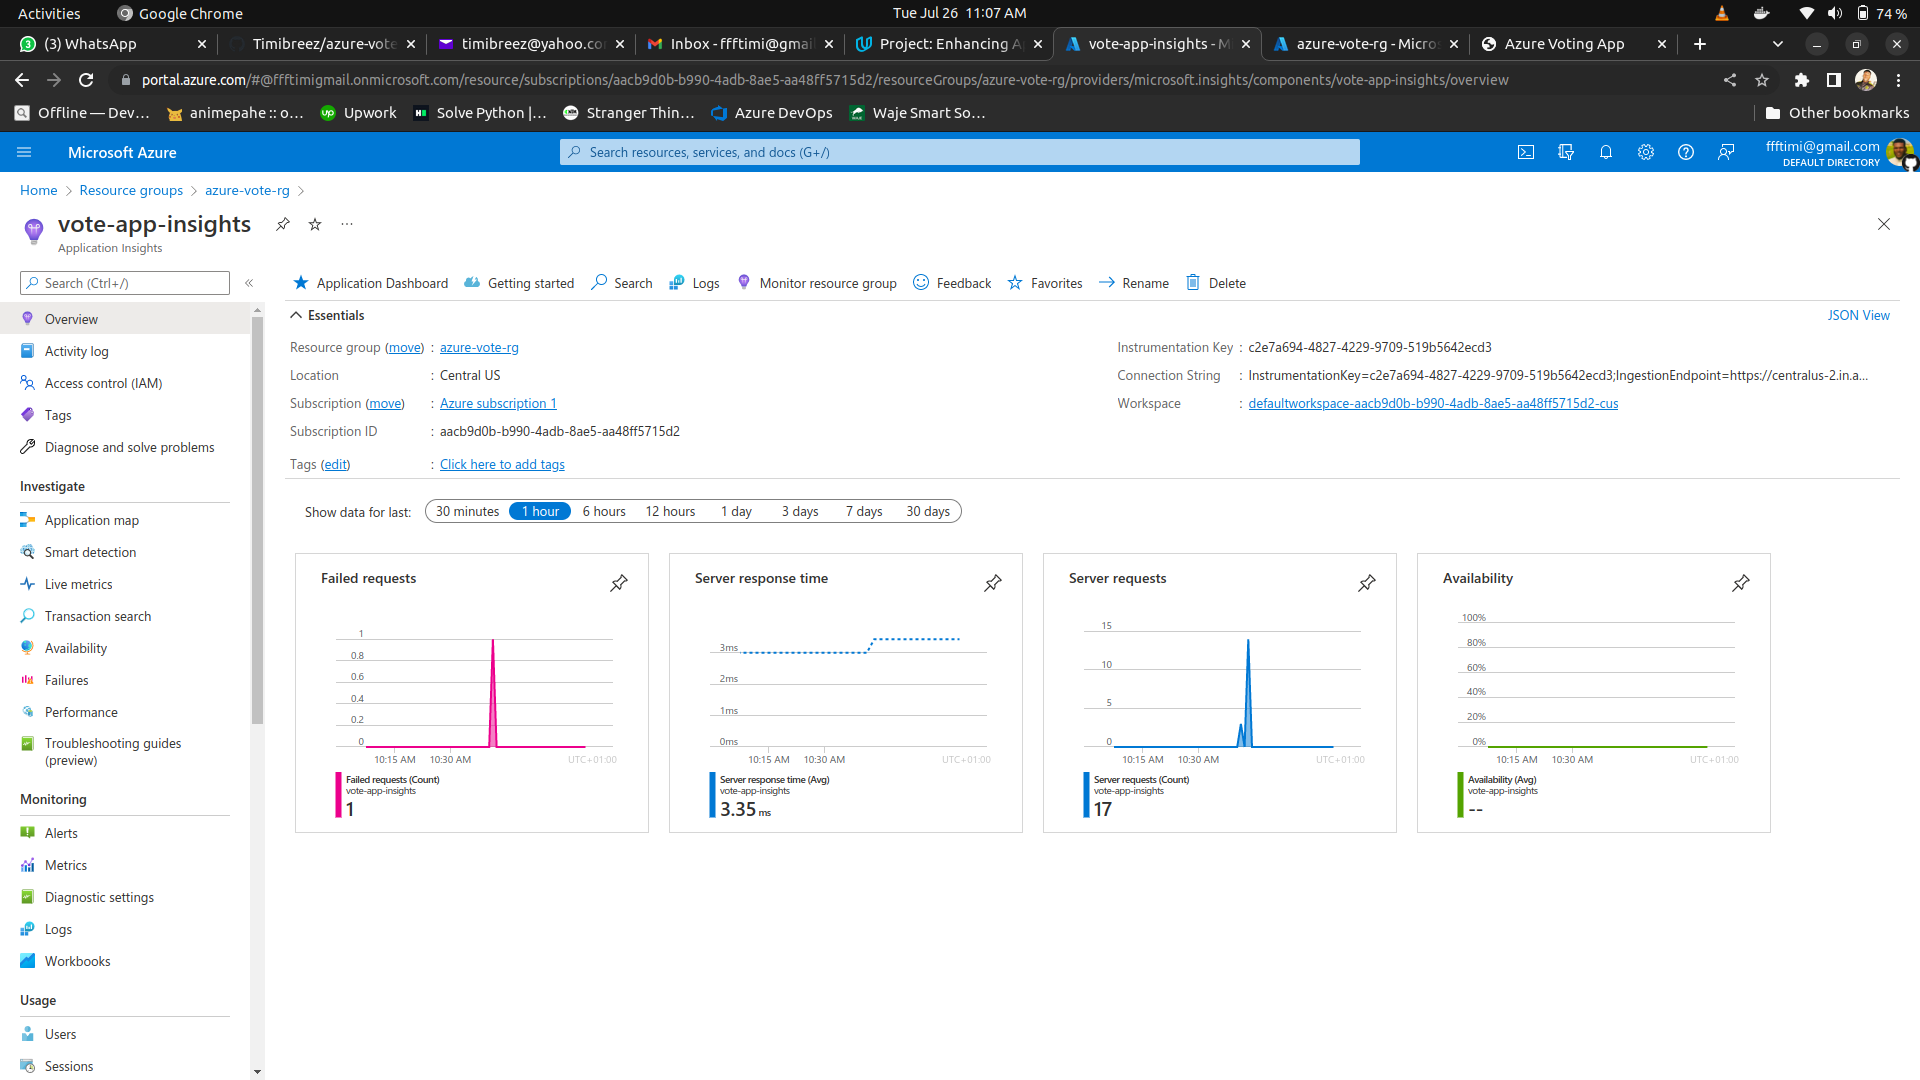 Activities
Google Chrome
Tue Jul 26 11:07 AM
74 %
(3) WhatsApp
Timibreez/azure-vote
timibreez@yahoo.co
Inbox - ffftimi@gmai
Project: Enhancing A
vote-app-insights - M
azure-vote-rg - Micros
Azure Voting App
portal.azure.com/#@ffftimigmail.onmicrosoft.com/resource/subscriptions/aacb9d0b-b990-4adb-8ae5-aa48ff5715d2/resourceGroups/azure-vote-rg/providers/microsoft.insights/components/vote-app-insights/overview
Offline — Dev…
animepahe :: o…
Upwork
Solve Python |…
Stranger Thin…
Azure DevOps
Waje Smart So…
Other bookmarks
Microsoft Azure
Search resources, services, and docs (G+/)
ffftimi@gmail.com
DEFAULT DIRECTORY
Home > Resource groups > azure-vote-rg >
vote-app-insights
Application Insights
Search (Ctrl+/)
Overview
Activity log
Access control (IAM)
Tags
Diagnose and solve problems
Investigate
Application map
Smart detection
Live metrics
Transaction search
Availability
Failures
Performance
Troubleshooting guides
(preview)
Monitoring
Alerts
Metrics
Diagnostic settings
Logs
Workbooks
Usage
Users
Sessions
Application Dashboard
Getting started
Search
Logs
Monitor resource group
Feedback
Favorites
Rename
Delete
Essentials
JSON View
Resource group (move) : azure-vote-rg
Location : Central US
Subscription (move) : Azure subscription 1
Subscription ID : aacb9d0b-b990-4adb-8ae5-aa48ff5715d2
Tags (edit) : Click here to add tags
Instrumentation Key : c2e7a694-4827-4229-9709-519b5642ecd3
Connection String : InstrumentationKey=c2e7a694-4827-4229-9709-519b5642ecd3;IngestionEndpoint=https://centralus-2.in.a...
Workspace : defaultworkspace-aacb9d0b-b990-4adb-8ae5-aa48ff5715d2-cus
Show data for last:
30 minutes
1 hour
6 hours
12 hours
1 day
3 days
7 days
30 days
Failed requests
1
0.8
0.6
0.4
0.2
0
10:15 AM
10:30 AM
UTC+01:00
Failed requests (Count)
vote-app-insights
1
Server response time
3ms
2ms
1ms
0ms
10:15 AM
10:30 AM
UTC+01:00
Server response time (Avg)
vote-app-insights
3.35 ms
Server requests
15
10
5
0
10:15 AM
10:30 AM
UTC+01:00
Server requests (Count)
vote-app-insights
17
Availability
100%
80%
60%
40%
20%
0%
10:15 AM
10:30 AM
UTC+01:00
Availability (Avg)
vote-app-insights
--